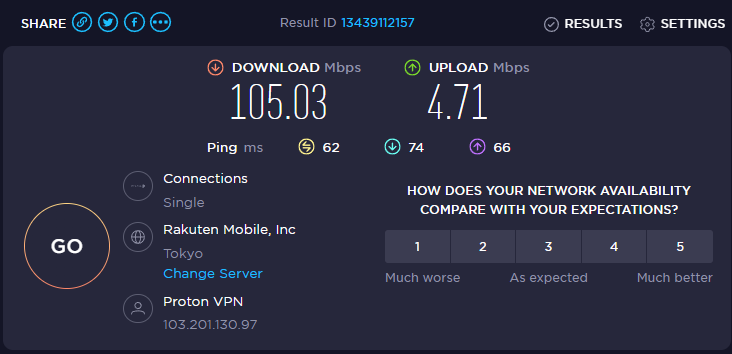 SHARE Result ID 13439112157 RESULTS SETTINGS
DOWNLOAD Mbps UPLOAD Mbps
105.03 4.71
Ping ms 62 74 66
Connections
Single
Rakuten Mobile, Inc
Tokyo
Change Server
Proton VPN
103.201.130.97
GO
HOW DOES YOUR NETWORK AVAILABILITY
COMPARE WITH YOUR EXPECTATIONS?
1 2 3 4 5
Much worse As expected Much better